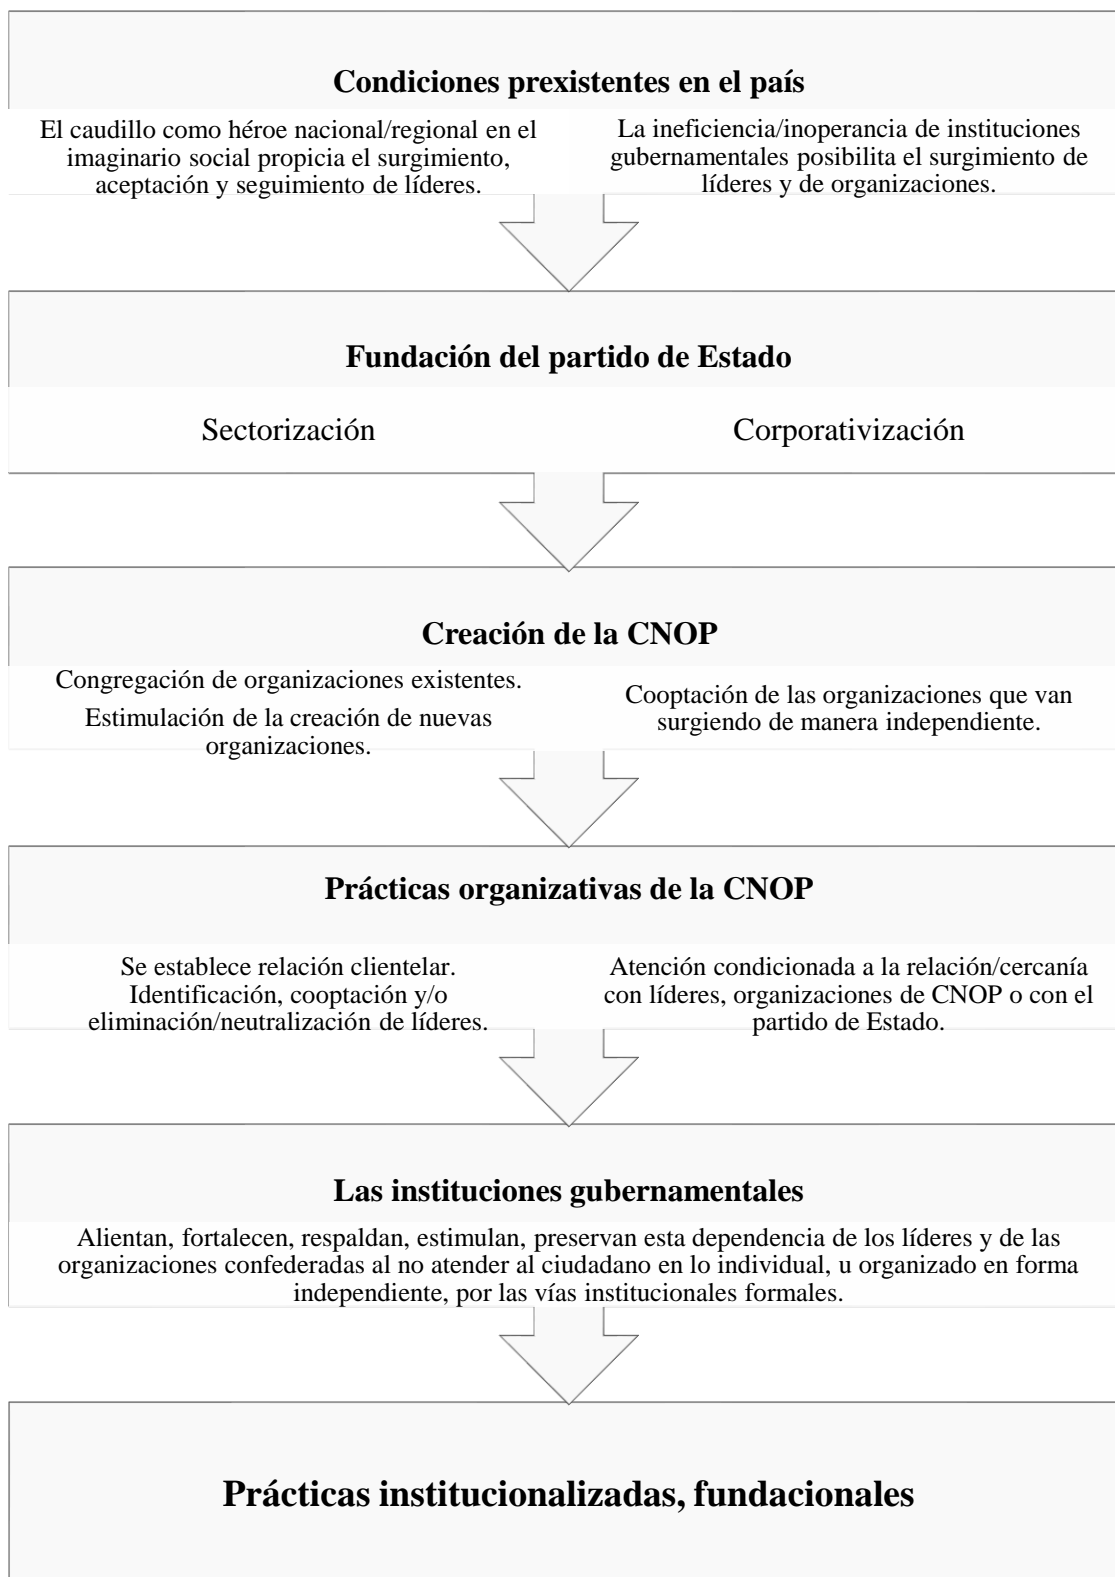 Condiciones prexistentes en el país
El caudillo como héroe nacional/regional en el
imaginario social propicia el surgimiento,
aceptación y seguimiento de líderes.
La ineficiencia/inoperancia de instituciones
gubernamentales posibilita el surgimiento de
líderes y de organizaciones.
Fundación del partido de Estado
Sectorización
Corporativización
Creación de la CNOP
Congregación de organizaciones existentes.
Estimulación de la creación de nuevas
organizaciones.
Cooptación de las organizaciones que van
surgiendo de manera independiente.
Prácticas organizativas de la CNOP
Se establece relación clientelar.
Identificación, cooptación y/o
eliminación/neutralización de líderes.
Atención condicionada a la relación/cercanía
con líderes, organizaciones de CNOP o con el
partido de Estado.
Las instituciones gubernamentales
Alientan, fortalecen, respaldan, estimulan, preservan esta dependencia de los líderes y de las
organizaciones confederadas al no atender al ciudadano en lo individual, u organizado en forma
independiente, por las vías institucionales formales.
Prácticas institucionalizadas, fundacionales